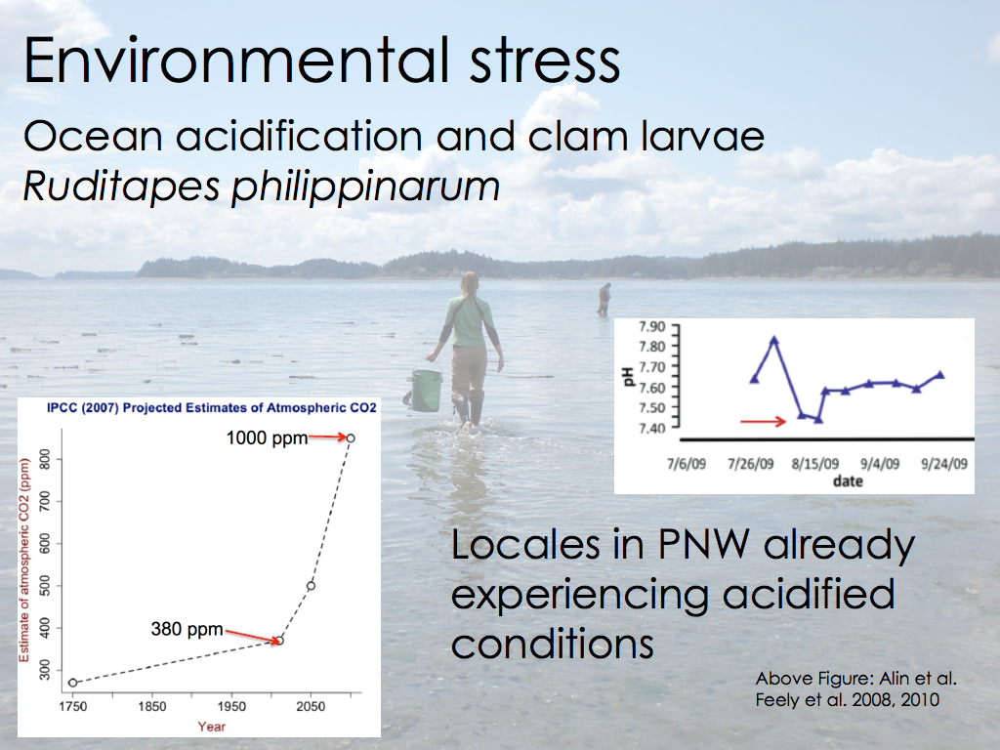 Environmental stress
Ocean acidification and clam larvae
Ruditapes philippinarum
7.90
7.80
7.70
7.60
7.50
7.40
pH
7/6/09 7/26/09 8/15/09 9/4/09 9/24/09
date
IPCC (2007) Projected Estimates of Atmospheric CO2
1000 ppm
380 ppm
Estimate of atmospheric CO2 (ppm)
800
700
600
500
400
300
1750 1850 1950 2050
Year
Locales in PNW already
experiencing acidified
conditions
Above Figure: Alin et al.
Feely et al. 2008, 2010